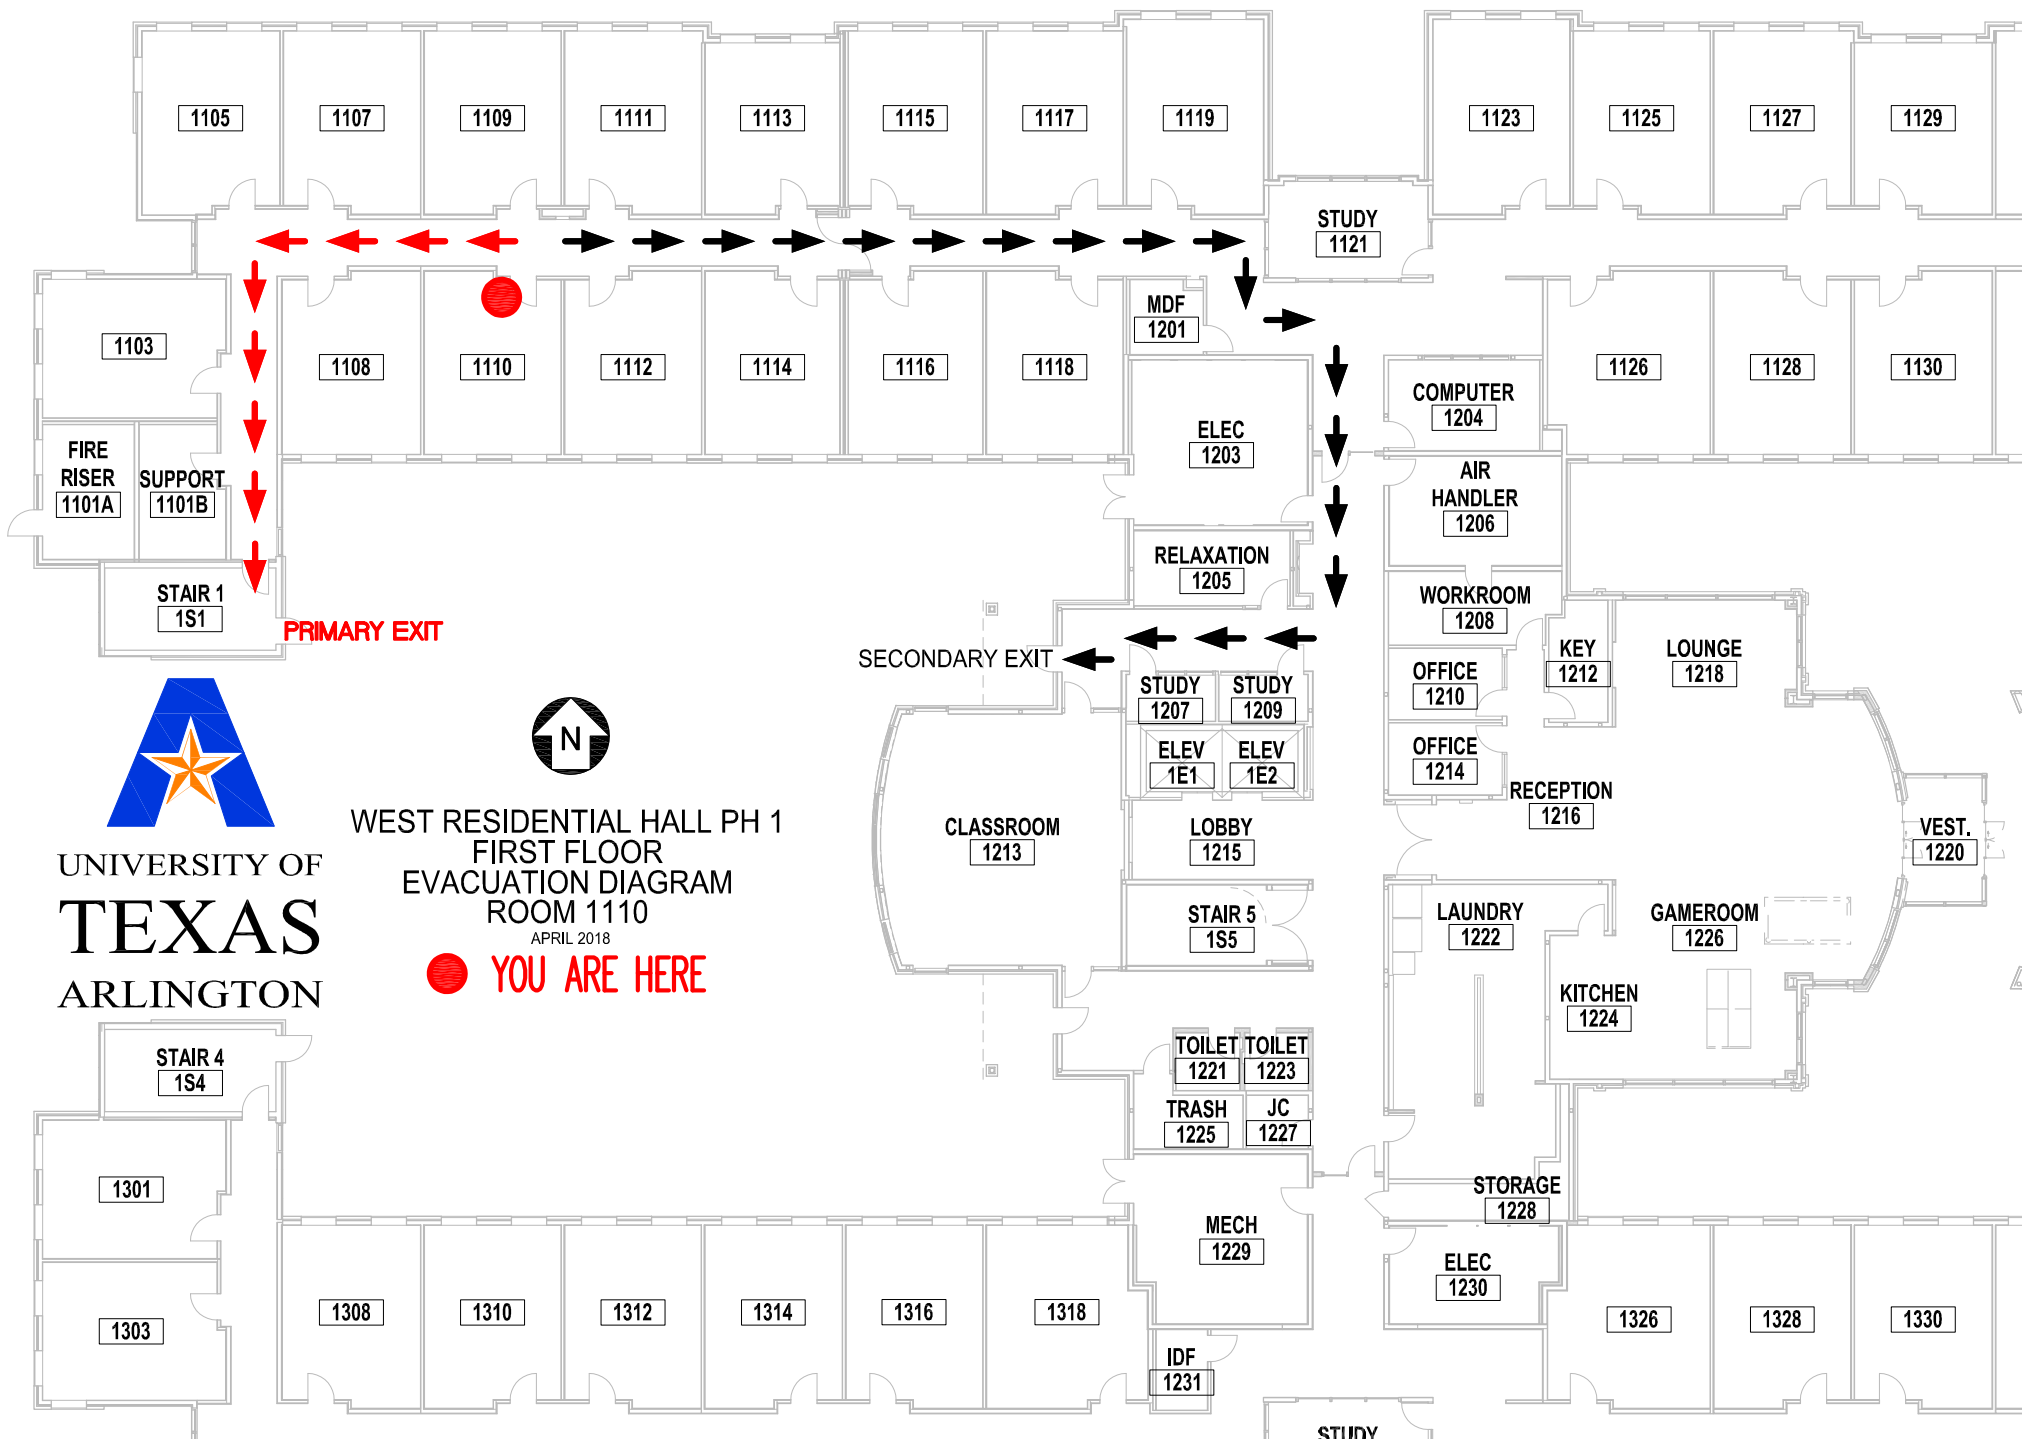 1105
1107
1109
1111
1113
1115
1117
1119
1123
1125
1127
1129
STUDY
1121
1103
1108
1110
1112
1114
1116
1118
MDF
1201
1126
1128
1130
COMPUTER
1204
ELEC
1203
FIRE
RISER
1101A
SUPPORT
1101B
AIR
HANDLER
1206
RELAXATION
1205
STAIR 1
1S1
PRIMARY EXIT
WORKROOM
1208
SECONDARY EXIT
KEY
1212
LOUNGE
1218
OFFICE
1210
STUDY
1207
STUDY
1209
OFFICE
1214
ELEV
1E1
ELEV
1E2
N
RECEPTION
1216
UNIVERSITY OF
TEXAS
ARLINGTON
WEST RESIDENTIAL HALL PH 1
FIRST FLOOR
EVACUATION DIAGRAM
ROOM 1110
APRIL 2018
YOU ARE HERE
CLASSROOM
1213
LOBBY
1215
VEST.
1220
STAIR 5
1S5
LAUNDRY
1222
GAMEROOM
1226
KITCHEN
1224
STAIR 4
1S4
TOILET
1221
TOILET
1223
TRASH
1225
JC
1227
1301
STORAGE
1228
MECH
1229
ELEC
1230
1303
1308
1310
1312
1314
1316
1318
1326
1328
1330
IDF
1231
STUDY